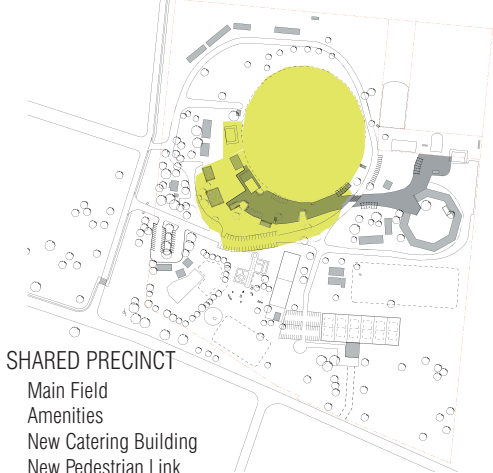 SHARED PRECINCT
Main Field
Amenities
New Catering Building
New Pedestrian Link